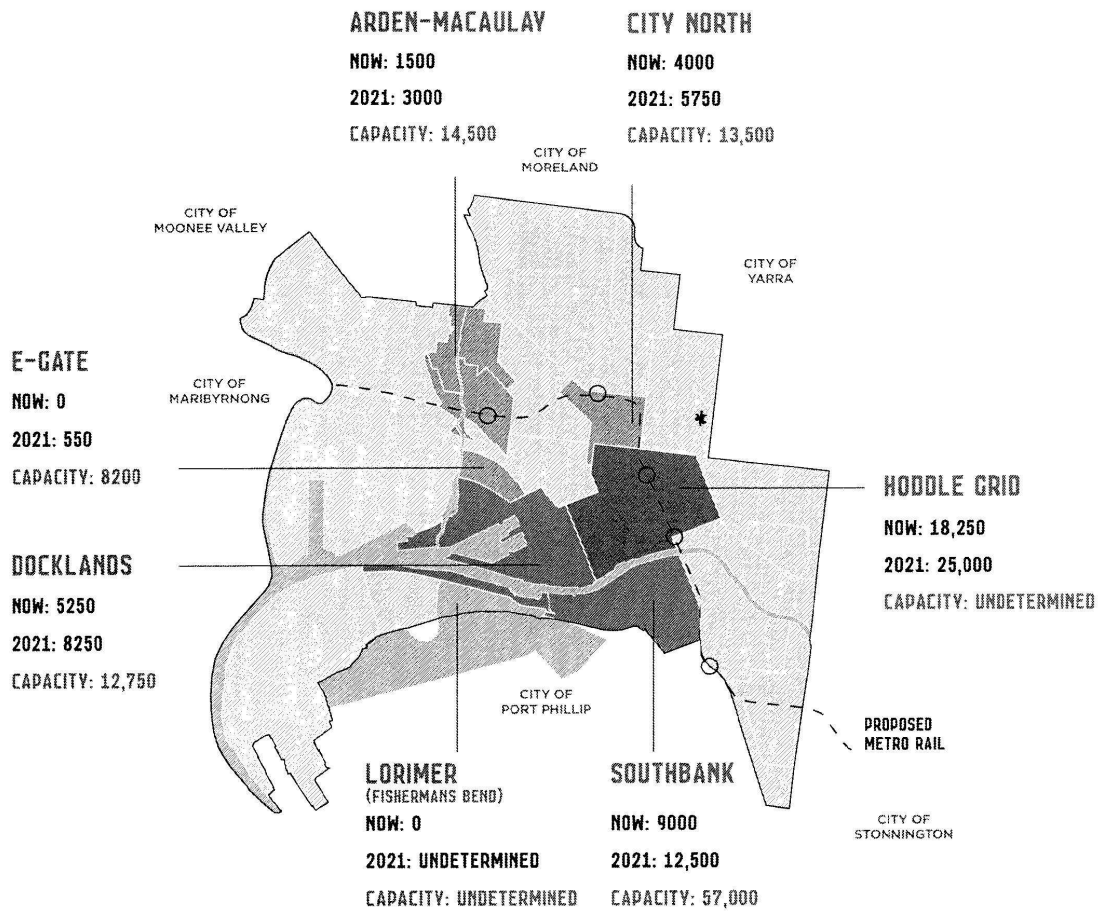 ARDEN-MACAULAY
NOW: 1500
2021: 3000
CAPACITY: 14,500
CITY NORTH
NOW: 4000
2021: 5750
CAPACITY: 13,500
CITY OF
MORELAND
CITY OF
MOONEE VALLEY
CITY OF
YARRA
E-GATE
NOW: 0
2021: 550
CAPACITY: 8200
CITY OF
MARIBYRNONG
HODDLE GRID
NOW: 18,250
2021: 25,000
CAPACITY: UNDETERMINED
DOCKLANDS
NOW: 5250
2021: 8250
CAPACITY: 12,750
CITY OF
PORT PHILLIP
PROPOSED
METRO RAIL
LORIMER
(FISHERMANS BEND)
NOW: 0
2021: UNDETERMINED
CAPACITY: UNDETERMINED
SOUTHBANK
NOW: 9000
2021: 12,500
CAPACITY: 57,000
CITY OF
STONNINGTON